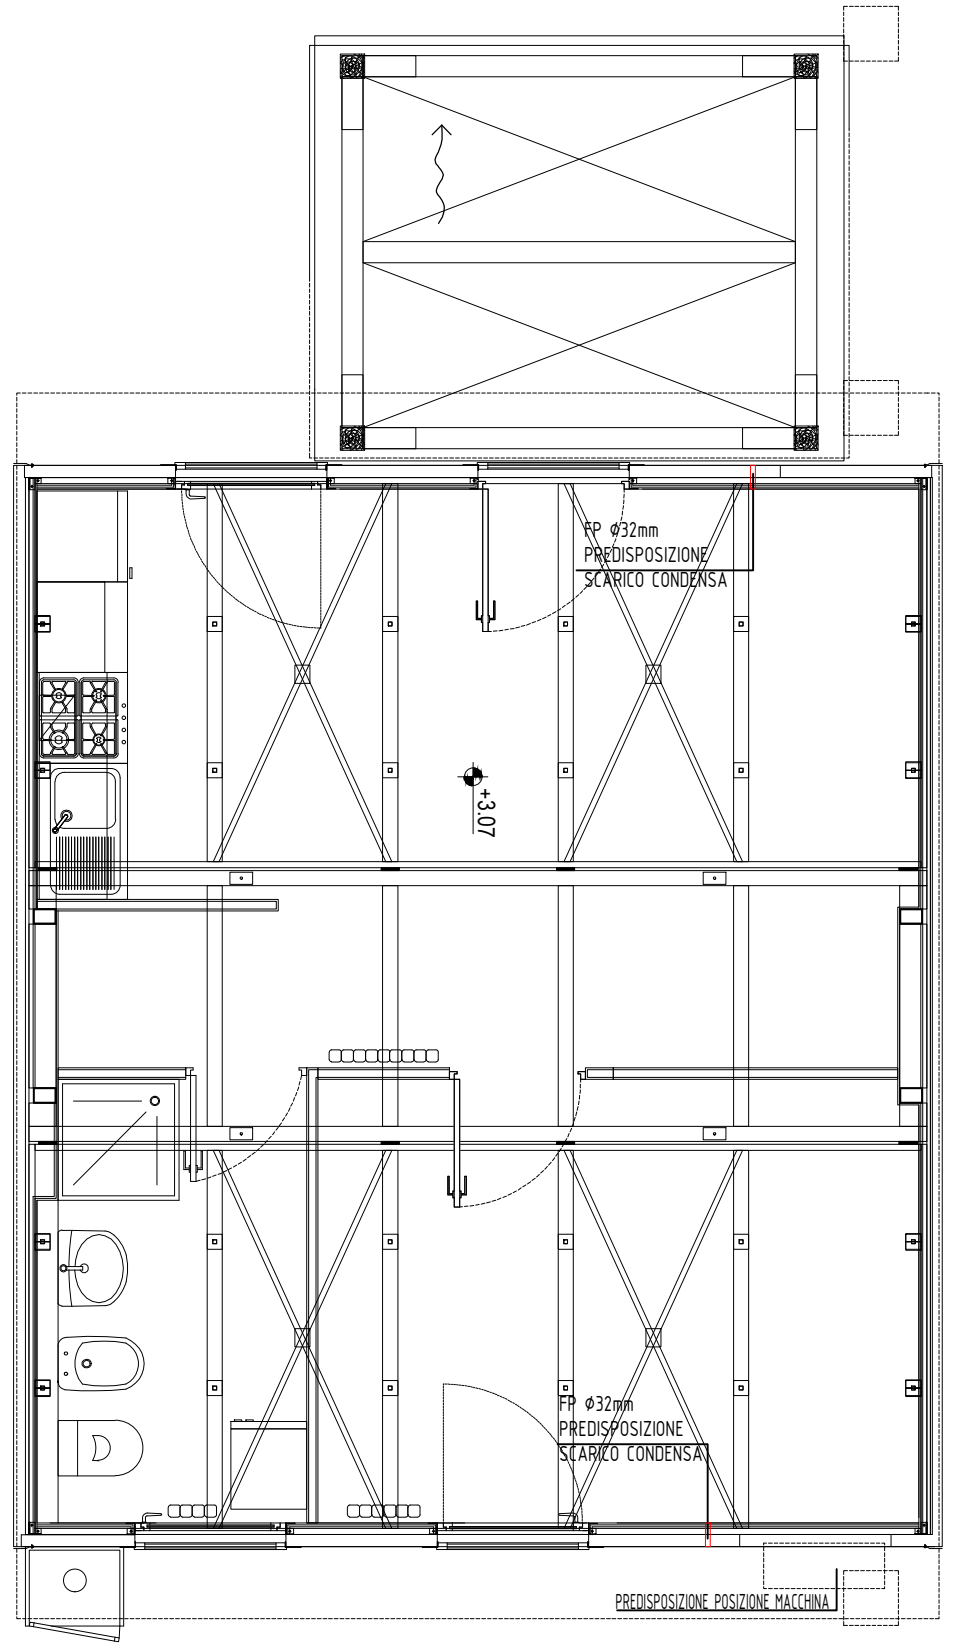 FP ϕ32mm
PREDISPOSIZIONE
SCARICO CONDENSA
+3.07
FP ϕ32mm
PREDISPOSIZIONE
SCARICO CONDENSA
PREDISPOSIZIONE POSIZIONE MACCHINA